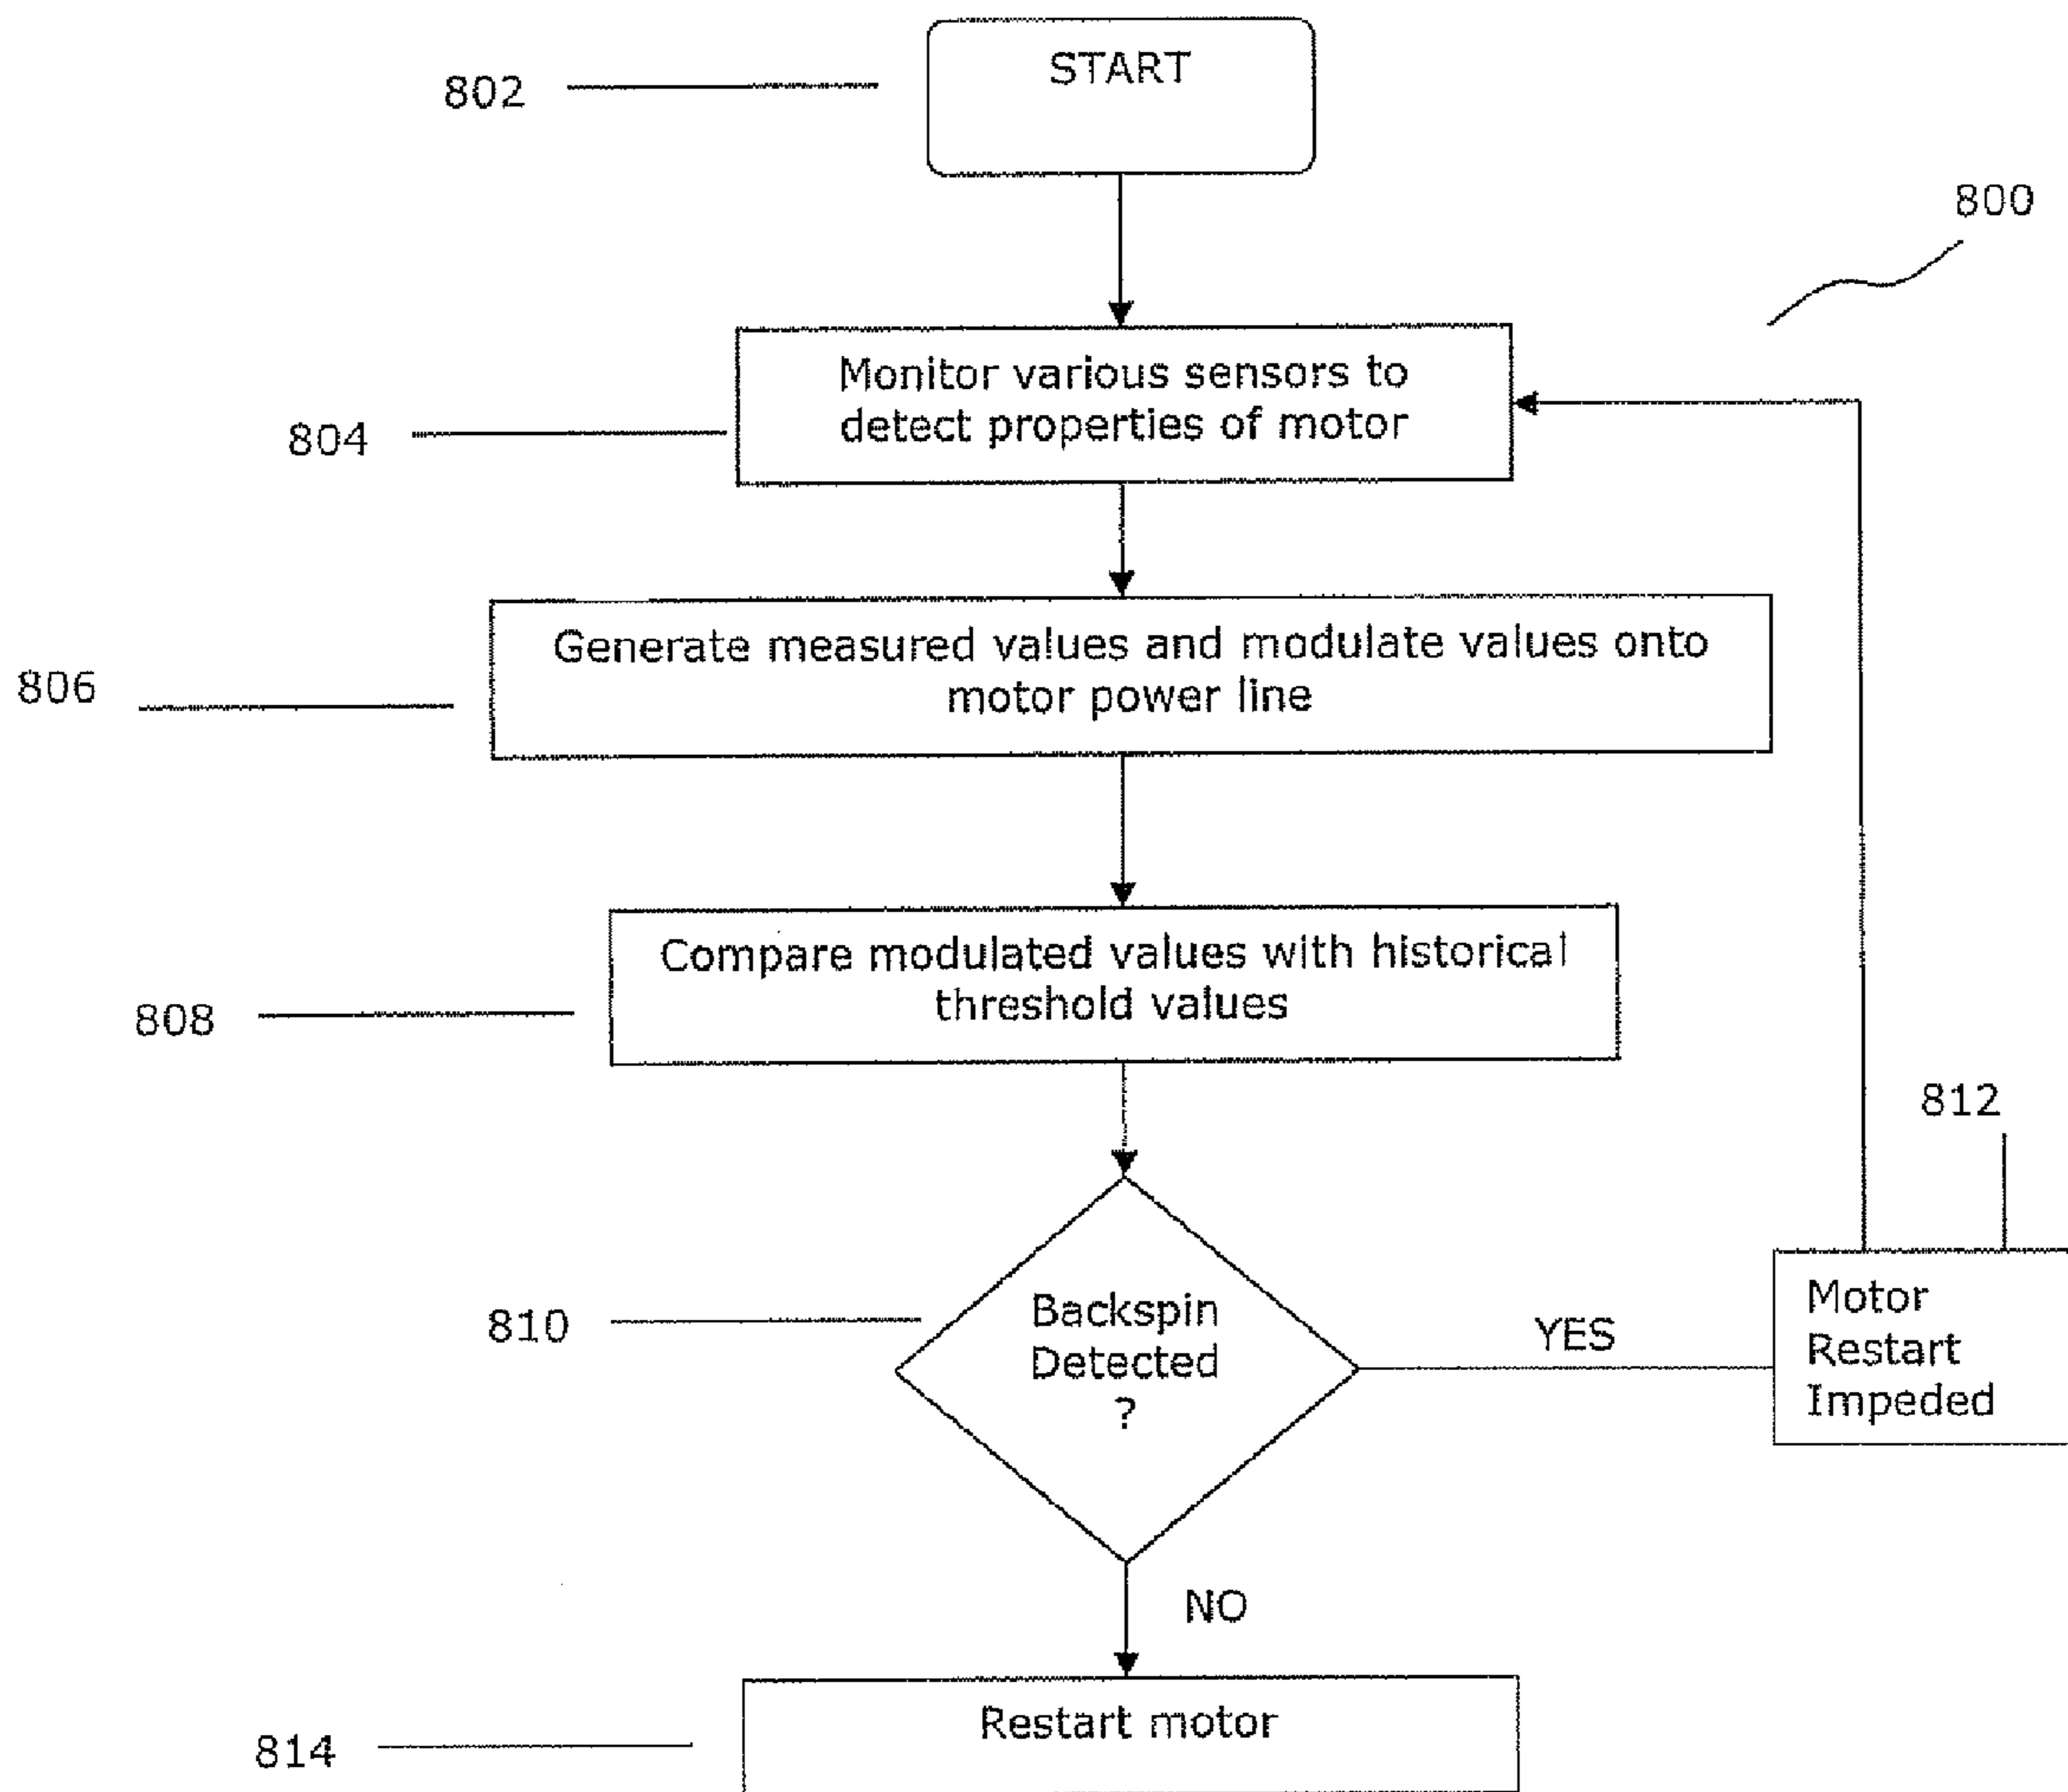 START
802
800
Monitor various sensors to
detect properties of motor
804
Generate measured values and modulate values onto
motor power line
806
Compare modulated values with historical
threshold values
808
812
Backspin
Detected
?
810
YES
Motor
Restart
Impeded
NO
Restart motor
814